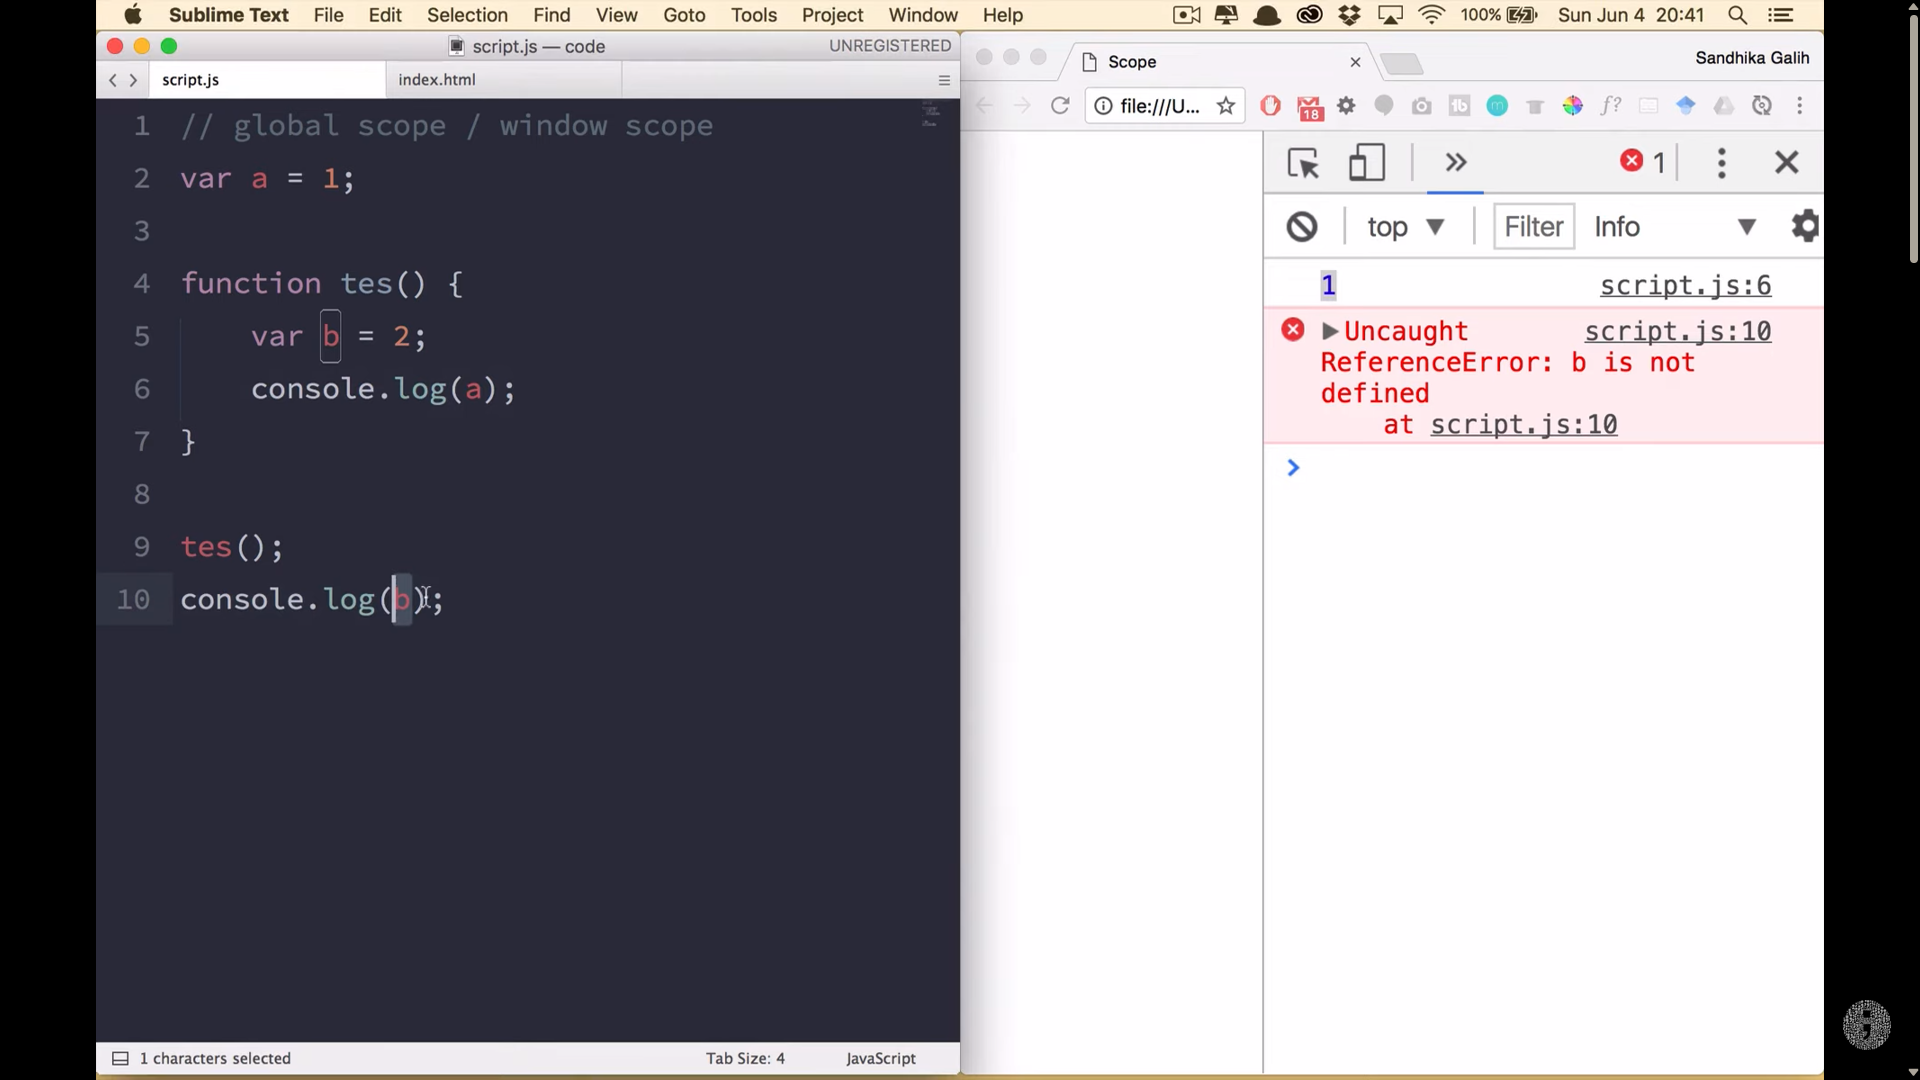 Sublime Text File Edit Selection Find View Goto Tools Project Window Help 100% Sun Jun 4 20:41
script.js — code UNREGISTERED
script.js index.html
1 // global scope / window scope
2 var a = 1;
3
4 function tes() {
5 var b = 2;
6 console.log(a);
7 }
8
9 tes();
10 console.log(b);
1 characters selected Tab Size: 4 JavaScript
Scope Sandhika Galih
file:///U... 18 tb m f?
1
top Filter Info
1 script.js:6
Uncaught script.js:10
ReferenceError: b is not
defined
at script.js:10